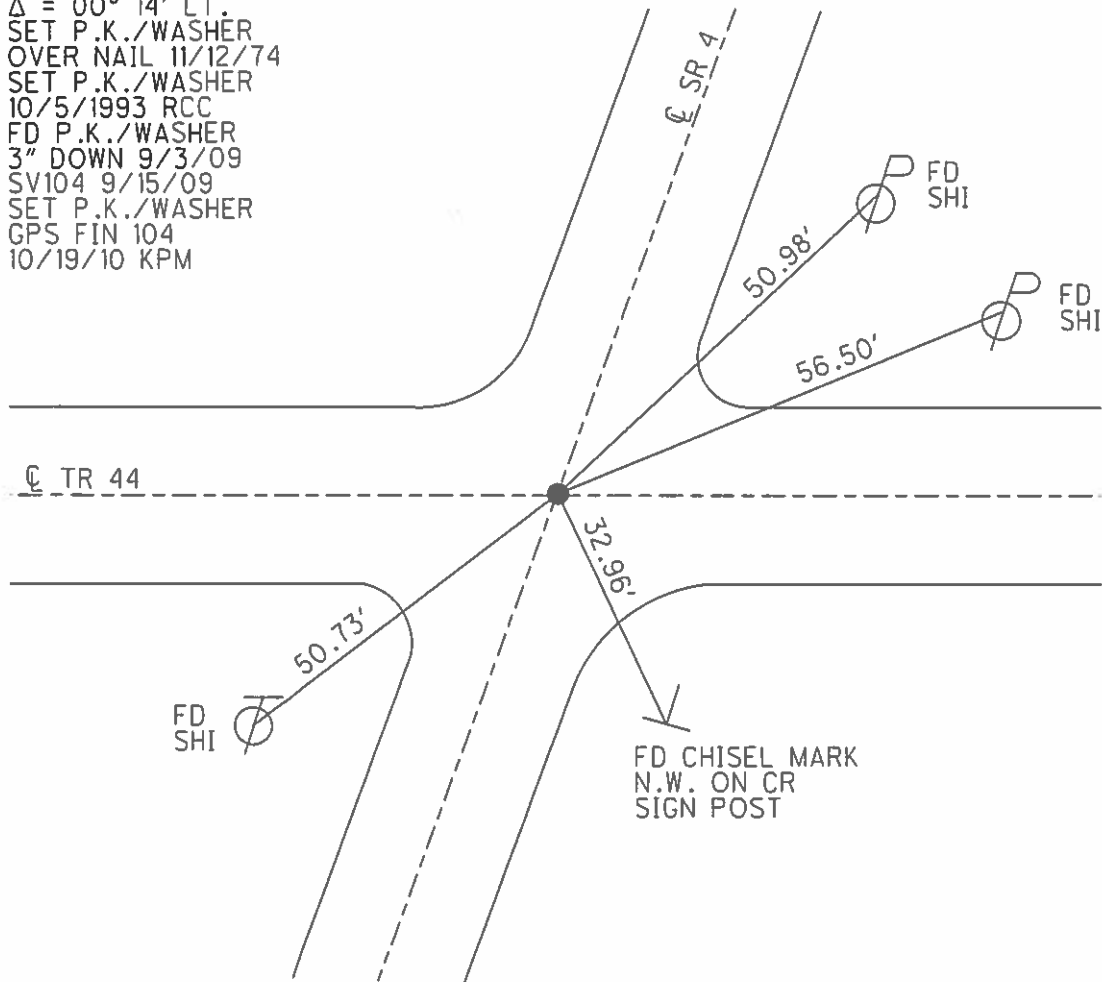 Δ = 00° 14' LT.
SET P.K./WASHER
OVER NAIL 11/12/74
SET P.K./WASHER
10/5/1993 RCC
FD P.K./WASHER
3" DOWN 9/3/09
SV104 9/15/09
SET P.K./WASHER
GPS FIN 104
10/19/10 KPM
℄ SR 4
FD
SHI
50.98'
FD
SHI
56.50'
℄ TR 44
32.96'
50.73'
FD
SHI
FD CHISEL MARK
N.W. ON CR
SIGN POST